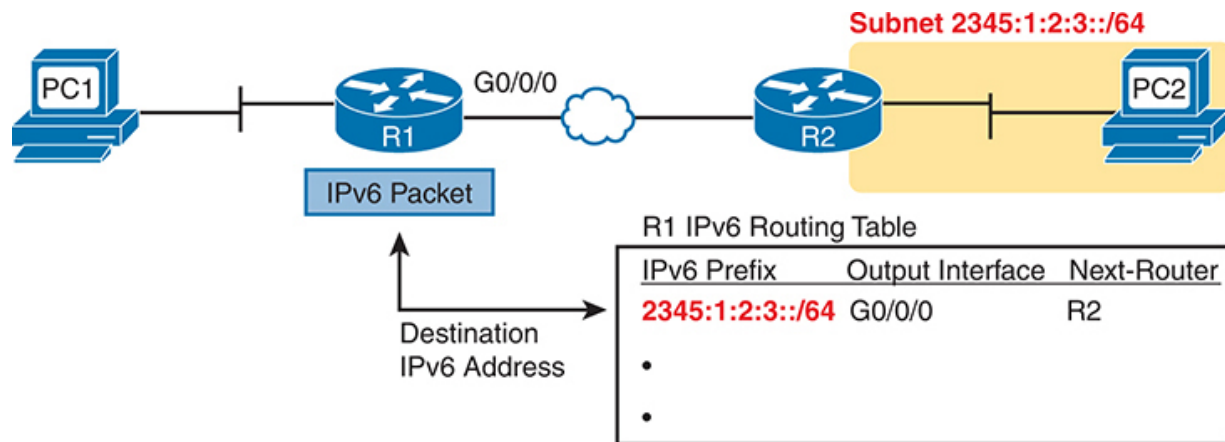 Subnet 2345:1:2:3::/64
PC1
G0/0/0
R1
R2
PC2
IPv6 Packet
R1 IPv6 Routing Table
IPv6 Prefix Output Interface Next-Router
2345:1:2:3::/64 G0/0/0 R2
•
•
Destination
IPv6 Address